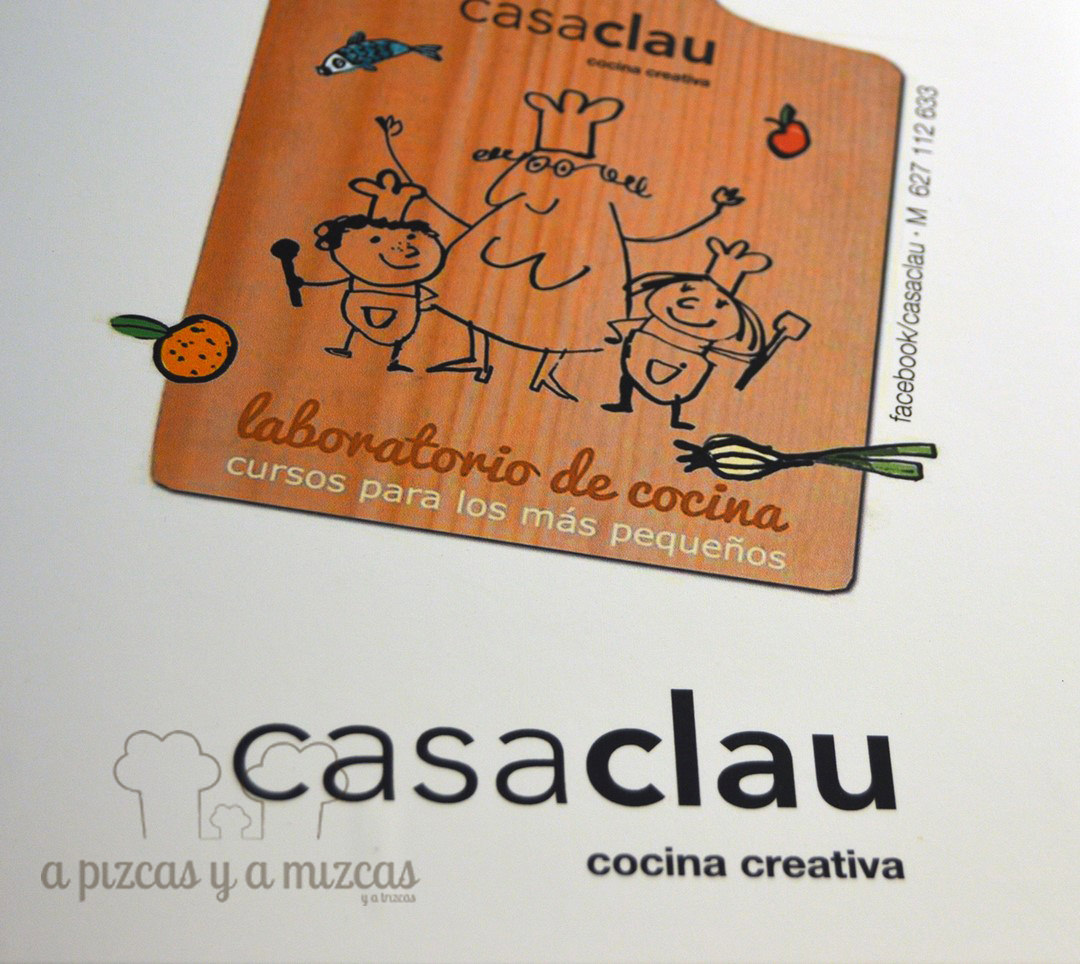 casaclau
cocina creativa
facebook/casaclau · M 627 112 633
laboratorio de cocina
cursos para los más pequeños
casaclau
cocina creativa
a pizcas y a mizcas
y a trizcas